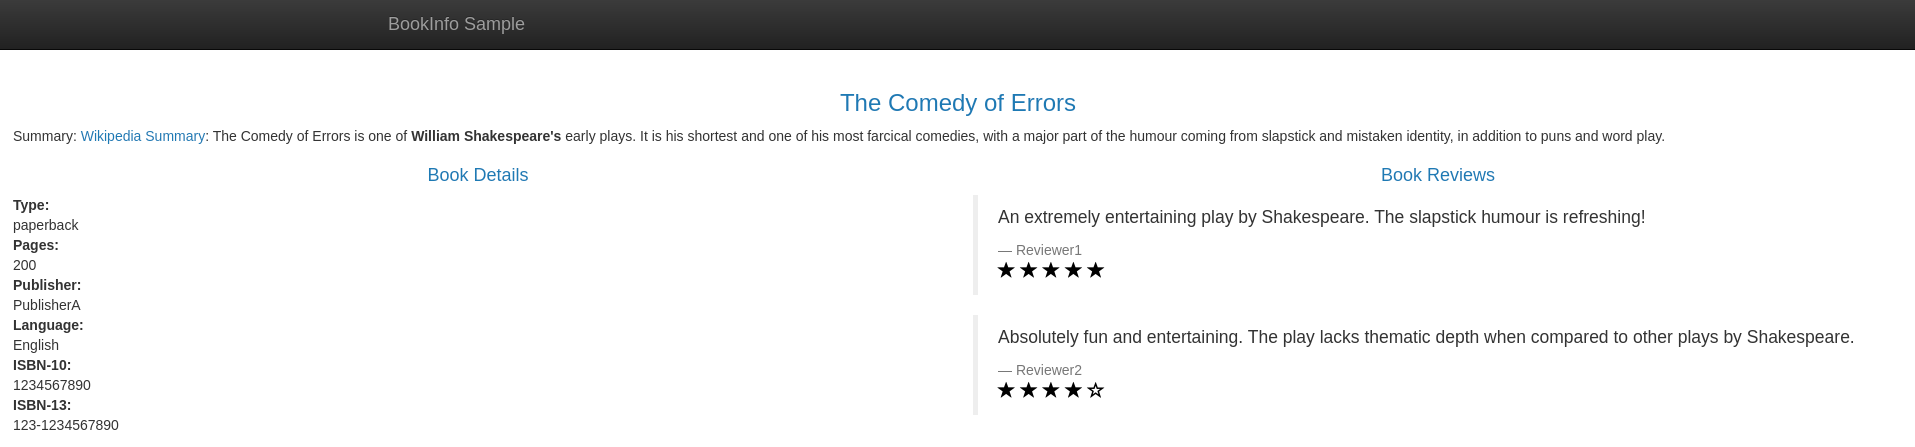 BookInfo Sample
The Comedy of Errors
Summary: Wikipedia Summary: The Comedy of Errors is one of William Shakespeare's early plays. It is his shortest and one of his most farcical comedies, with a major part of the humour coming from slapstick and mistaken identity, in addition to puns and word play.
Book Details
Type:
paperback
Pages:
200
Publisher:
PublisherA
Language:
English
ISBN-10:
1234567890
ISBN-13:
123-1234567890
Book Reviews
An extremely entertaining play by Shakespeare. The slapstick humour is refreshing!
— Reviewer1
★★★★★
Absolutely fun and entertaining. The play lacks thematic depth when compared to other plays by Shakespeare.
— Reviewer2
★★★★☆